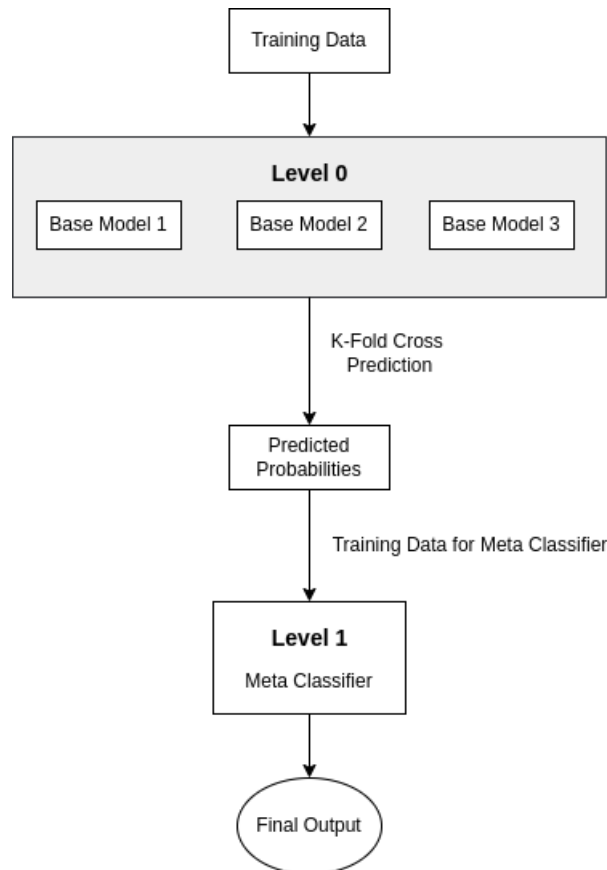 Training Data
Level 0
Base Model 1
Base Model 2
Base Model 3
K-Fold Cross
Prediction
Predicted
Probabilities
Training Data for Meta Classifier
Level 1
Meta Classifier
Final Output